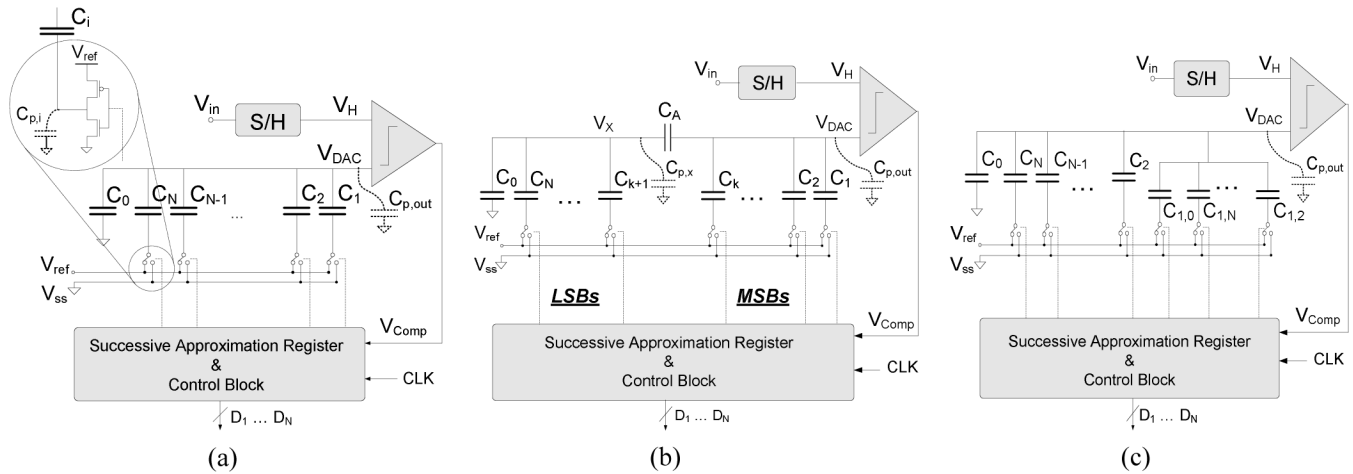 C_i
V_ref
C_p,i
V_in
S/H
V_H
V_DAC
C_0 C_N C_N-1 ... C_2 C_1
C_p,out
V_ref
V_ss
V_Comp
Successive Approximation Register
&
Control Block
CLK
D_1 ... D_N
(a)
V_in
S/H
V_H
V_X
C_A
V_DAC
C_p,x
C_p,out
C_0 C_N ... C_k+1 C_k ... C_2 C_1
V_ref
V_ss
LSBs
MSBs
V_Comp
Successive Approximation Register
&
Control Block
CLK
D_1 ... D_N
(b)
V_in
S/H
V_H
V_DAC
C_0 C_N C_N-1 ... C_2
C_p,out
...
C_1,0 C_1,N C_1,2
V_ref
V_ss
V_Comp
Successive Approximation Register
&
Control Block
CLK
D_1 ... D_N
(c)